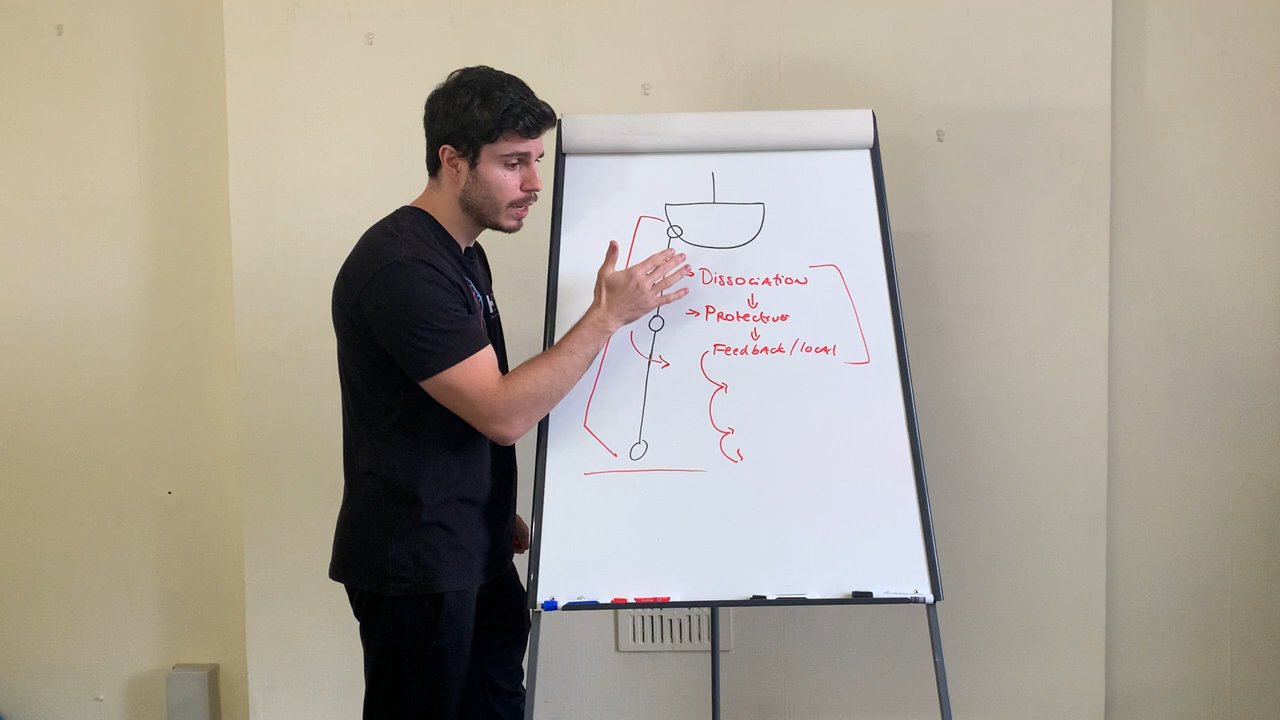 → Dissociation
↓
→ Protective
↓
Feedback/local